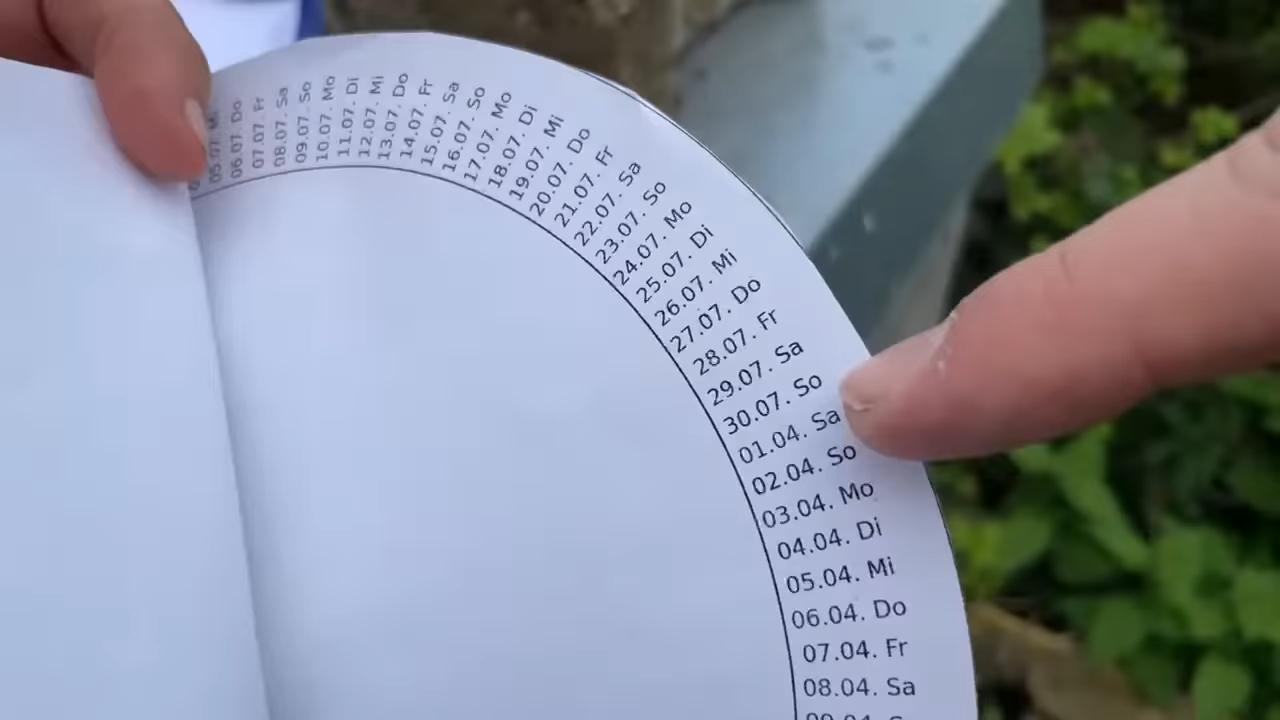 05.07. Mi
06.07. Do
07.07. Fr
08.07. Sa
09.07. So
10.07. Mo
11.07. Di
12.07. Mi
13.07. Do
14.07. Fr
15.07. Sa
16.07. So
17.07. Mo
18.07. Di
19.07. Mi
20.07. Do
21.07. Fr
22.07. Sa
23.07. So
24.07. Mo
25.07. Di
26.07. Mi
27.07. Do
28.07. Fr
29.07. Sa
30.07. So
01.04. Sa
02.04. So
03.04. Mo
04.04. Di
05.04. Mi
06.04. Do
07.04. Fr
08.04. Sa